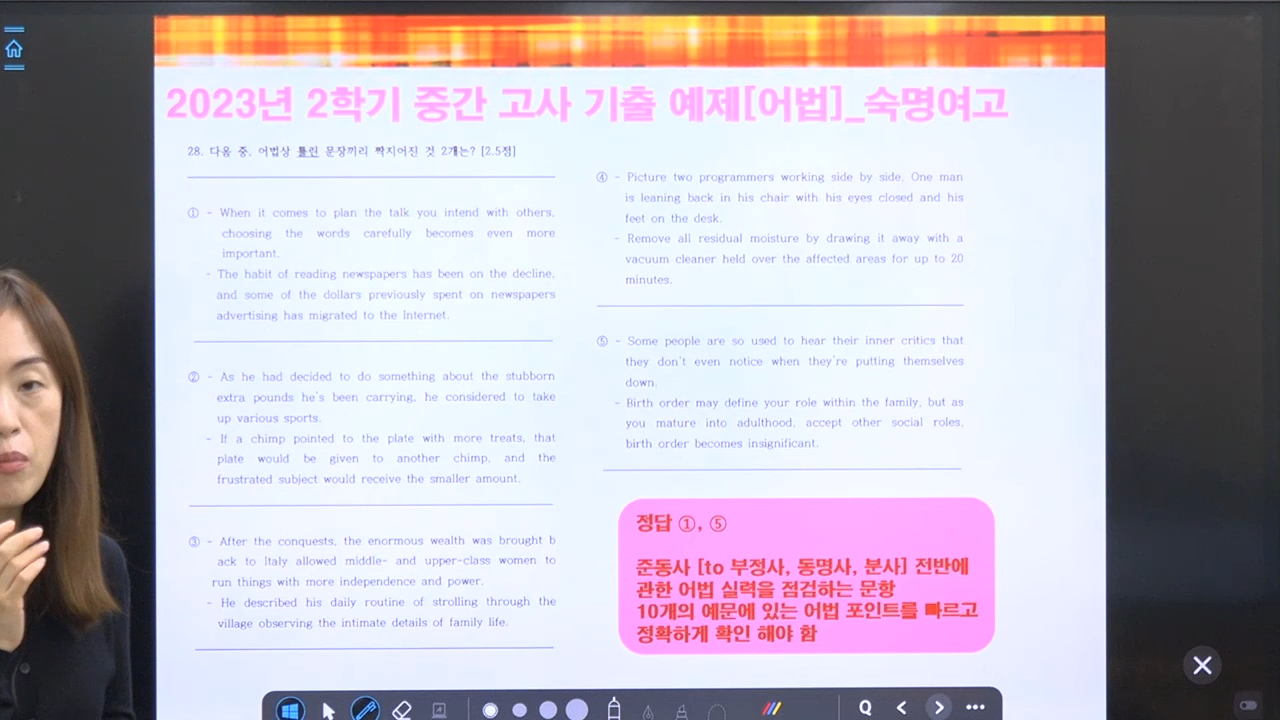 2023년 2학기 중간 고사 기출 예제[어법]_숙명여고
28. 다음 중, 어법상 틀린 문장끼리 짝지어진 것 2개는? [2.5점]
① - When it comes to plan the talk you intend with others,
choosing the words carefully becomes even more
important.
- The habit of reading newspapers has been on the decline,
and some of the dollars previously spent on newspapers
advertising has migrated to the Internet.
② - As he had decided to do something about the stubborn
extra pounds he's been carrying, he considered to take
up various sports.
- If a chimp pointed to the plate with more treats, that
plate would be given to another chimp, and the
frustrated subject would receive the smaller amount.
③ - After the conquests, the enormous wealth was brought b
ack to Italy allowed middle- and upper-class women to
run things with more independence and power.
- He described his daily routine of strolling through the
village observing the intimate details of family life.
④ - Picture two programmers working side by side. One man
is leaning back in his chair with his eyes closed and his
feet on the desk.
- Remove all residual moisture by drawing it away with a
vacuum cleaner held over the affected areas for up to 20
minutes.
⑤ - Some people are so used to hear their inner critics that
they don't even notice when they're putting themselves
down.
- Birth order may define your role within the family, but as
you mature into adulthood, accept other social roles,
birth order becomes insignificant.
정답 ①, ⑤
준동사 [to 부정사, 동명사, 분사] 전반에
관한 어법 실력을 점검하는 문항
10개의 예문에 있는 어법 포인트를 빠르고
정확하게 확인 해야 함